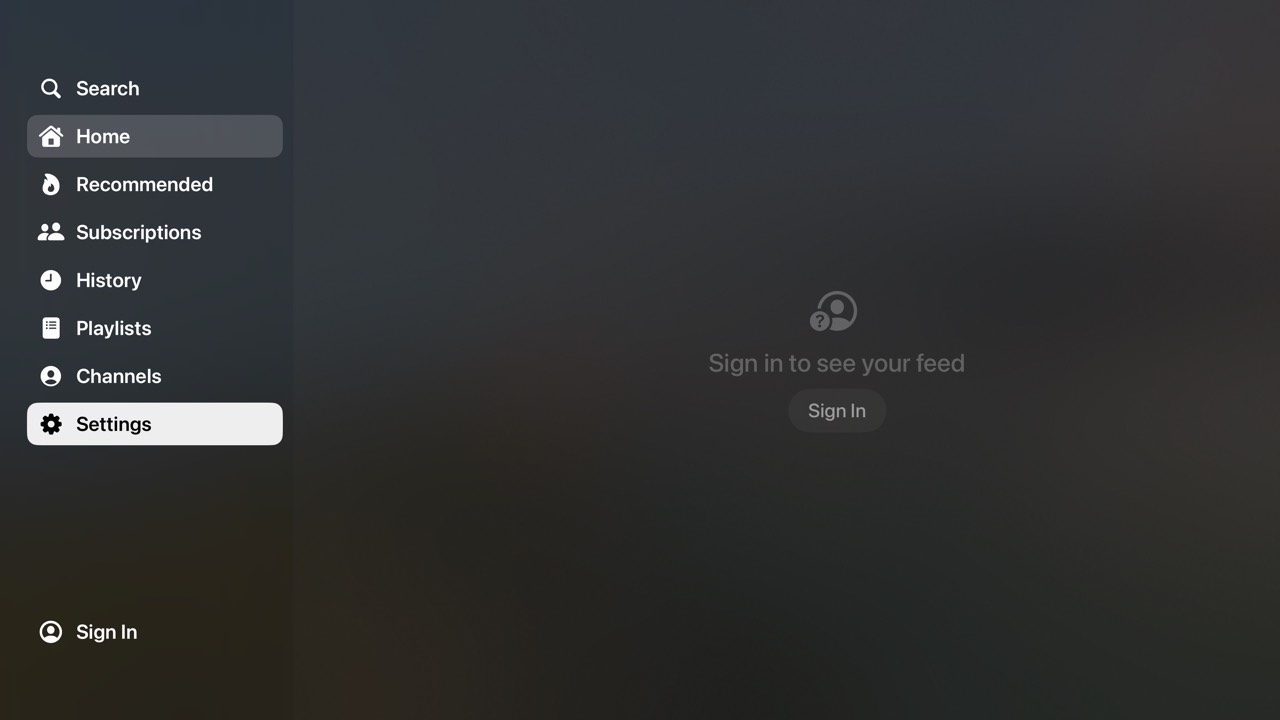 Search
Home
Recommended
Subscriptions
History
Playlists
Channels
Settings
Sign In
?
Sign in to see your feed
Sign In